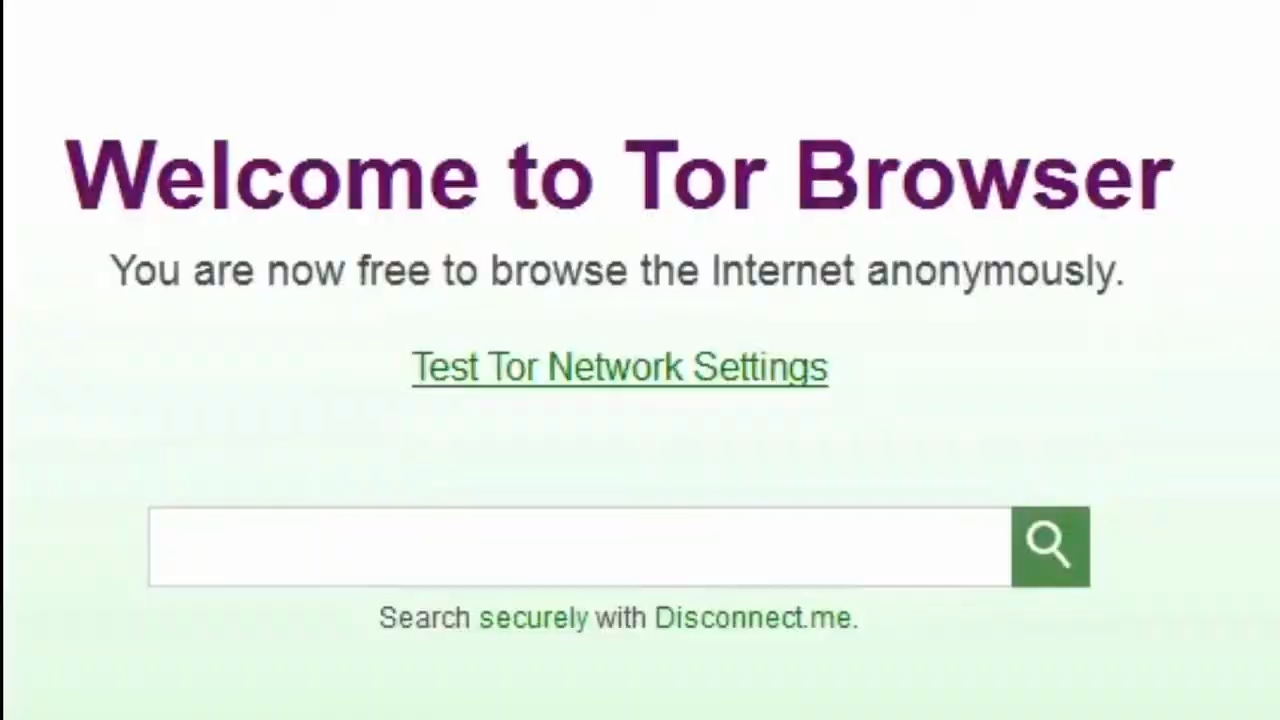 Welcome to Tor Browser
You are now free to browse the Internet anonymously.
Test Tor Network Settings
Search securely with Disconnect.me.